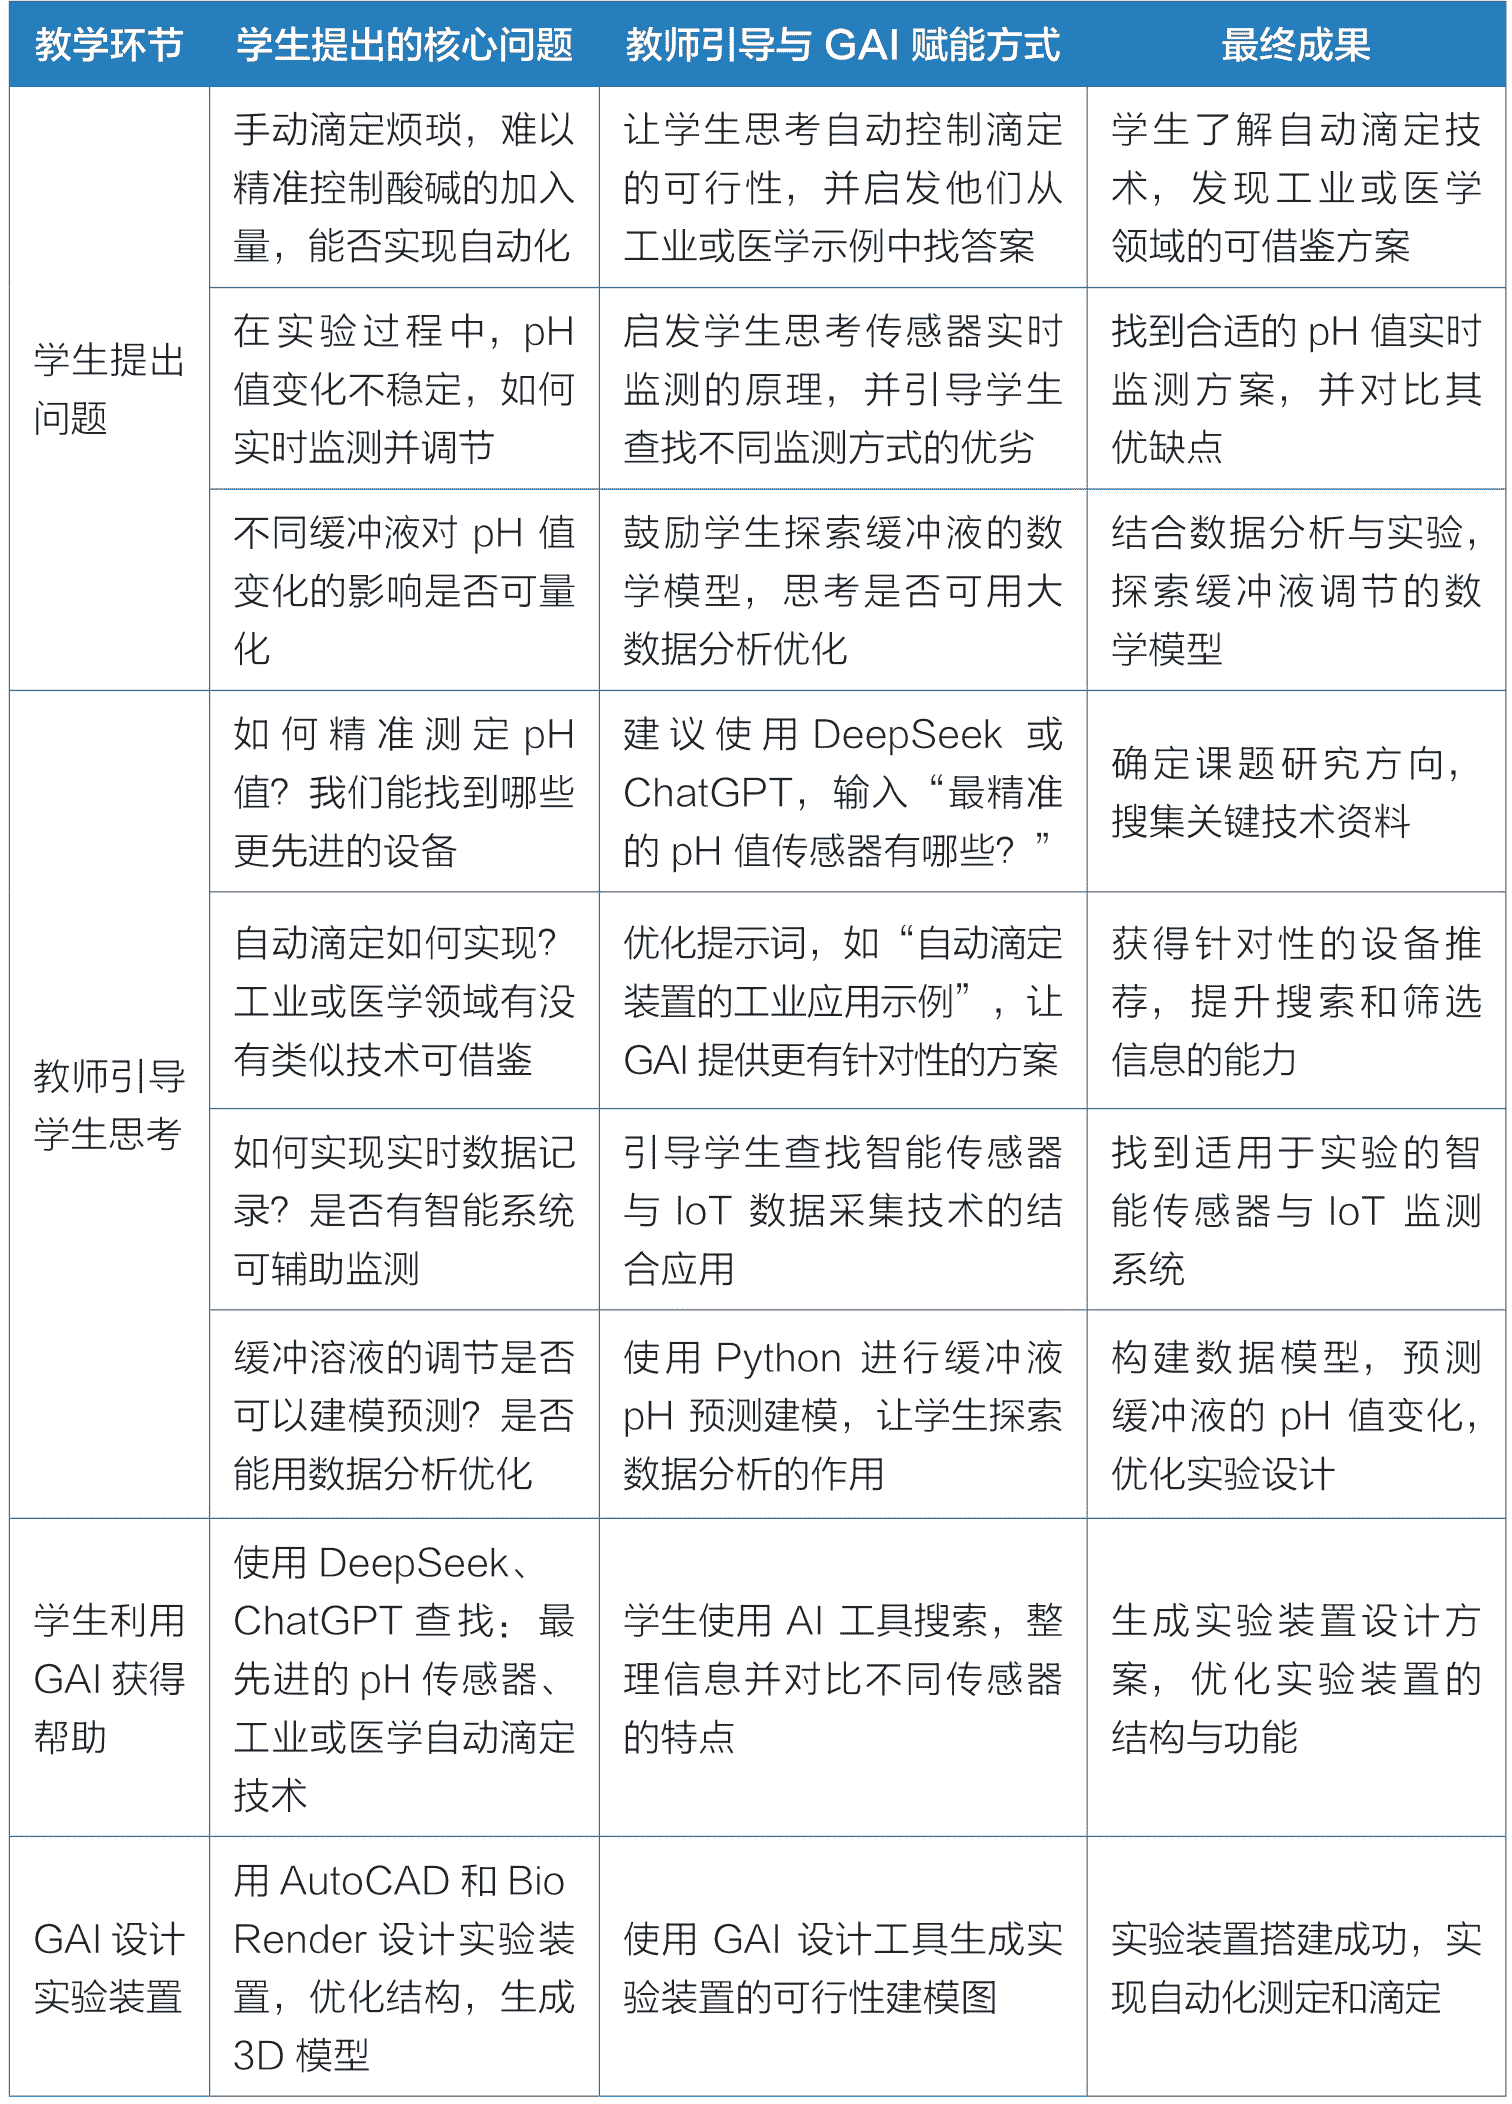 教学环节
学生提出的核心问题
教师引导与 GAI 赋能方式
最终成果
学生提出
问题
手动滴定烦琐，难以
精准控制酸碱的加入
量，能否实现自动化
让学生思考自动控制滴定
的可行性，并启发他们从
工业或医学示例中找答案
学生了解自动滴定技
术，发现工业或医学
领域的可借鉴方案
在实验过程中，pH
值变化不稳定，如何
实时监测并调节
启发学生思考传感器实时
监测的原理，并引导学生
查找不同监测方式的优劣
找到合适的 pH 值实时
监测方案，并对比其
优缺点
不同缓冲液对 pH 值
变化的影响是否可量
化
鼓励学生探索缓冲液的数
学模型，思考是否可用大
数据分析优化
结合数据分析与实验，
探索缓冲液调节的数
学模型
教师引导
学生思考
如何精准测定 pH
值？我们能找到哪些
更先进的设备
建议使用 DeepSeek 或
ChatGPT，输入“最精准
的 pH 值传感器有哪些？”
确定课题研究方向，
搜集关键技术资料
自动滴定如何实现？
工业或医学领域有没
有类似技术可借鉴
优化提示词，如“自动滴定
装置的工业应用示例”，让
GAI 提供更有针对性的方案
获得针对性的设备推
荐，提升搜索和筛选
信息的能力
如何实现实时数据记
录？是否有智能系统
可辅助监测
引导学生查找智能传感器
与 IoT 数据采集技术的结
合应用
找到适用于实验的智
能传感器与 IoT 监测
系统
缓冲溶液的调节是否
可以建模预测？是否
能用数据分析优化
使用 Python 进行缓冲液
pH 预测建模，让学生探索
数据分析的作用
构建数据模型，预测
缓冲液的 pH 值变化，
优化实验设计
学生利用
GAI 获得
帮助
使用 DeepSeek、
ChatGPT 查找：最
先进的 pH 传感器、
工业或医学自动滴定
技术
学生使用 AI 工具搜索，整
理信息并对比不同传感器
的特点
生成实验装置设计方
案，优化实验装置的
结构与功能
GAI 设计
实验装置
用 AutoCAD 和 Bio
Render 设计实验装
置，优化结构，生成
3D 模型
使用 GAI 设计工具生成实
验装置的可行性建模图
实验装置搭建成功，实
现自动化测定和滴定